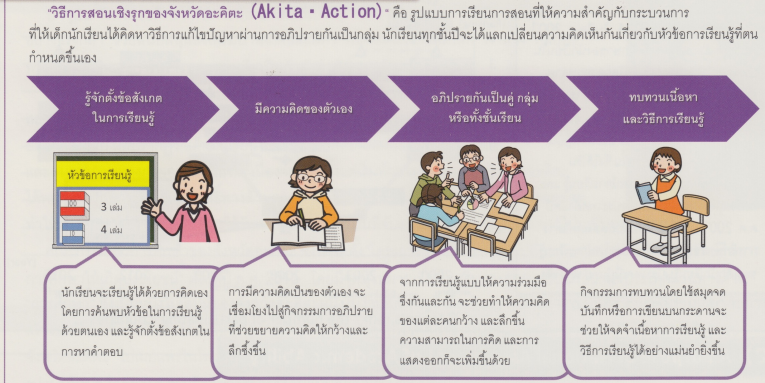 "วิธีการสอนเชิงรุกของจังหวัดอะคิตะ (Akita・Action)" คือ รูปแบบการเรียนการสอนที่ให้ความสำคัญกับกระบวนการ
ที่ให้เด็กนักเรียนได้คิดหาวิธีการแก้ไขปัญหาผ่านการอภิปรายกันเป็นกลุ่ม นักเรียนทุกชั้นปีจะได้แลกเปลี่ยนความคิดเห็นกันเกี่ยวกับหัวข้อการเรียนรู้ที่ตน
กำหนดขึ้นเอง
รู้จักตั้งข้อสังเกต
ในการเรียนรู้
มีความคิดของตัวเอง
อภิปรายกันเป็นคู่ กลุ่ม
หรือทั้งชั้นเรียน
ทบทวนเนื้อหา
และวิธีการเรียนรู้
หัวข้อการเรียนรู้
100
3 เล่ม
10
4 เล่ม
นักเรียนจะเรียนรู้ได้ด้วยการคิดเอง
โดยการค้นพบหัวข้อในการเรียนรู้
ด้วยตนเอง และรู้จักตั้งข้อสังเกตใน
การหาคำตอบ
การมีความคิดเป็นของตัวเอง จะ
เชื่อมโยงไปสู่กิจกรรมการอภิปราย
ที่ช่วยขยายความคิดให้กว้างและ
ลึกซึ้งขึ้น
จากการเรียนรู้แบบให้ความร่วมมือ
ซึ่งกันและกัน จะช่วยทำให้ความคิด
ของแต่ละคนกว้าง และลึกขึ้น
ความสามารถในการคิด และการ
แสดงออกก็จะเพิ่มขึ้นด้วย
กิจกรรมการทบทวนโดยใช้สมุดจด
บันทึกหรือการเขียนบนกระดานจะ
ช่วยให้จดจำเนื้อหาการเรียนรู้ และ
วิธีการเรียนรู้ได้อย่างแม่นยำยิ่งขึ้น